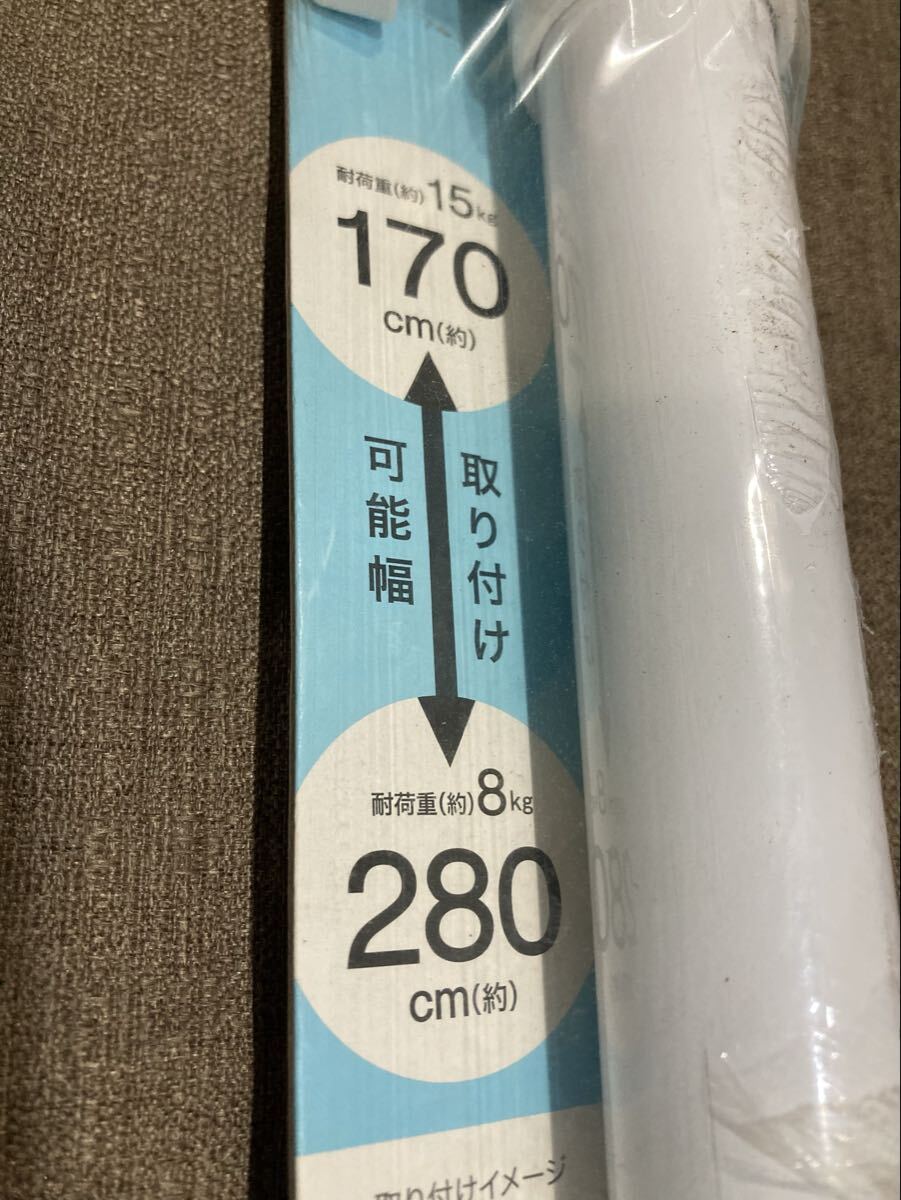 耐荷重(約)15kg
170
cm(約)
取り付け
可能幅
耐荷重(約)8kg
280
cm(約)
取り付けイメージ